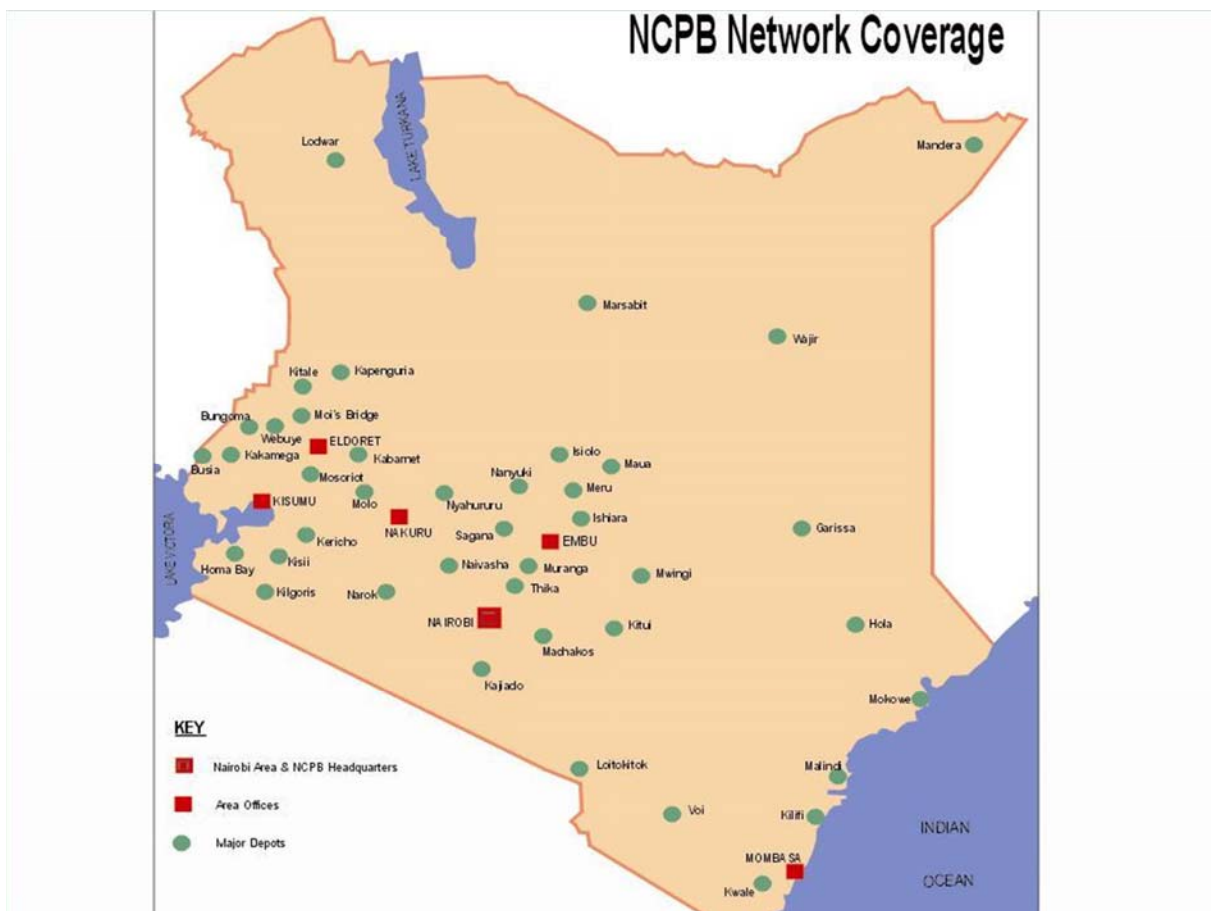 NCPB Network Coverage
LAKE TURKANA
Lodwar
Mandera
Marsabit
Wajir
Kitale
Kapenguria
Bungoma
Moi's Bridge
Webuye
ELDORET
Busia
Kakamega
Kabarnet
Isiolo
Maua
Mosoriot
Nanyuki
Meru
KISUMU
Molo
Nyahururu
NAKURU
Sagana
Ishiara
Garissa
LAKE VICTORA
Kericho
EMBU
Homa Bay
Kisii
Naivasha
Muranga
Mwingi
Kilgoris
Narok
Thika
NAIROBI
Machakos
Kitui
Hola
Kajiado
Mokowe
KEY
Nairobi Area & NCPB Headquarters
Loitokitok
Malindi
Area Offices
Voi
Kilifi
INDIAN
Major Depots
MOMBASA
Kwale
OCEAN